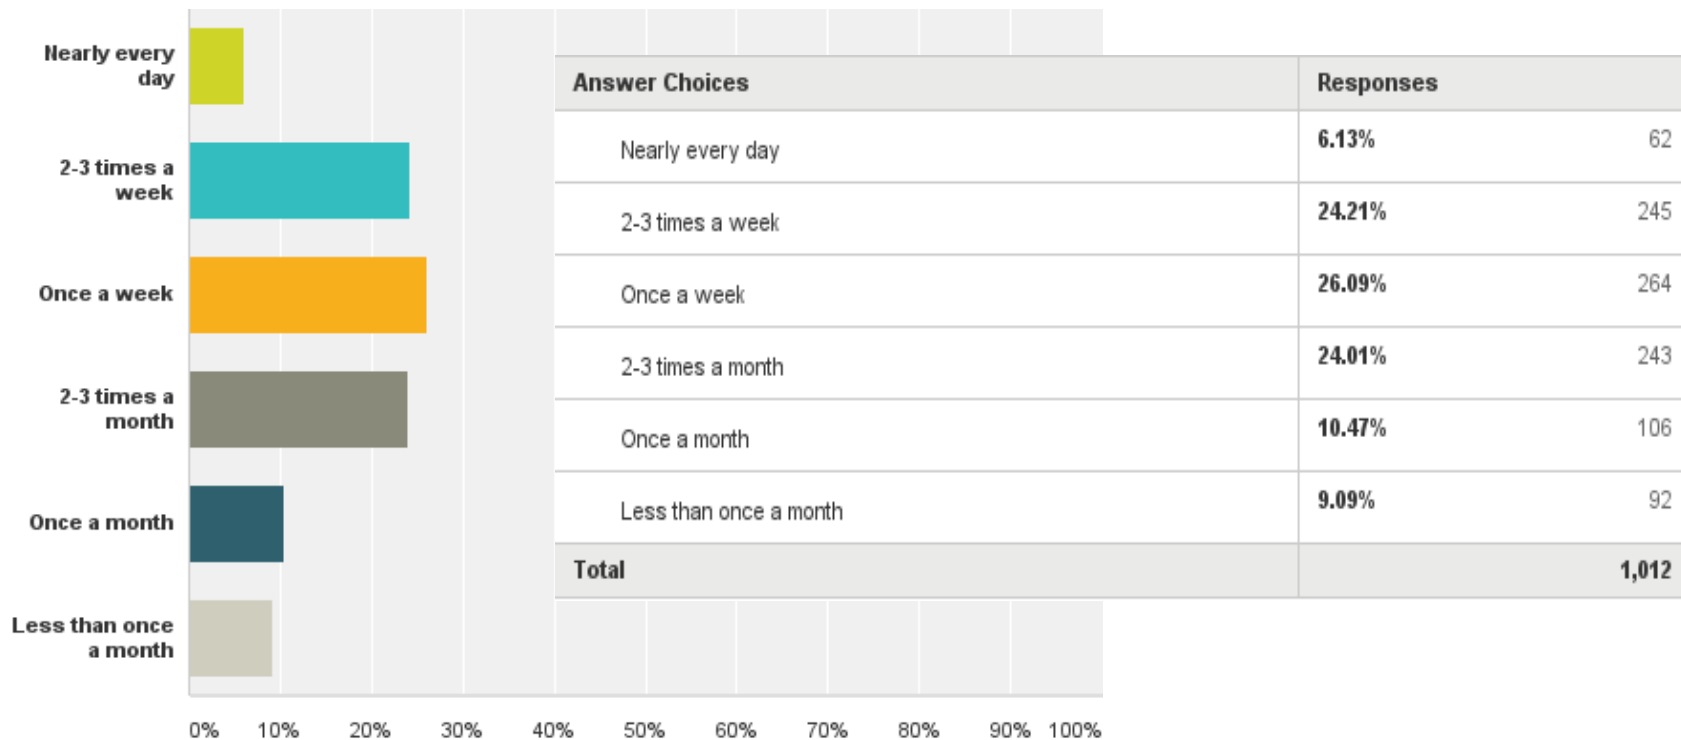 Nearly every
day
2-3 times a
week
Once a week
2-3 times a
month
Once a month
Less than once
a month
0% 10% 20% 30% 40% 50% 60% 70% 80% 90% 100%
Answer Choices Responses
Nearly every day 6.13% 62
2-3 times a week 24.21% 245
Once a week 26.09% 264
2-3 times a month 24.01% 243
Once a month 10.47% 106
Less than once a month 9.09% 92
Total 1,012